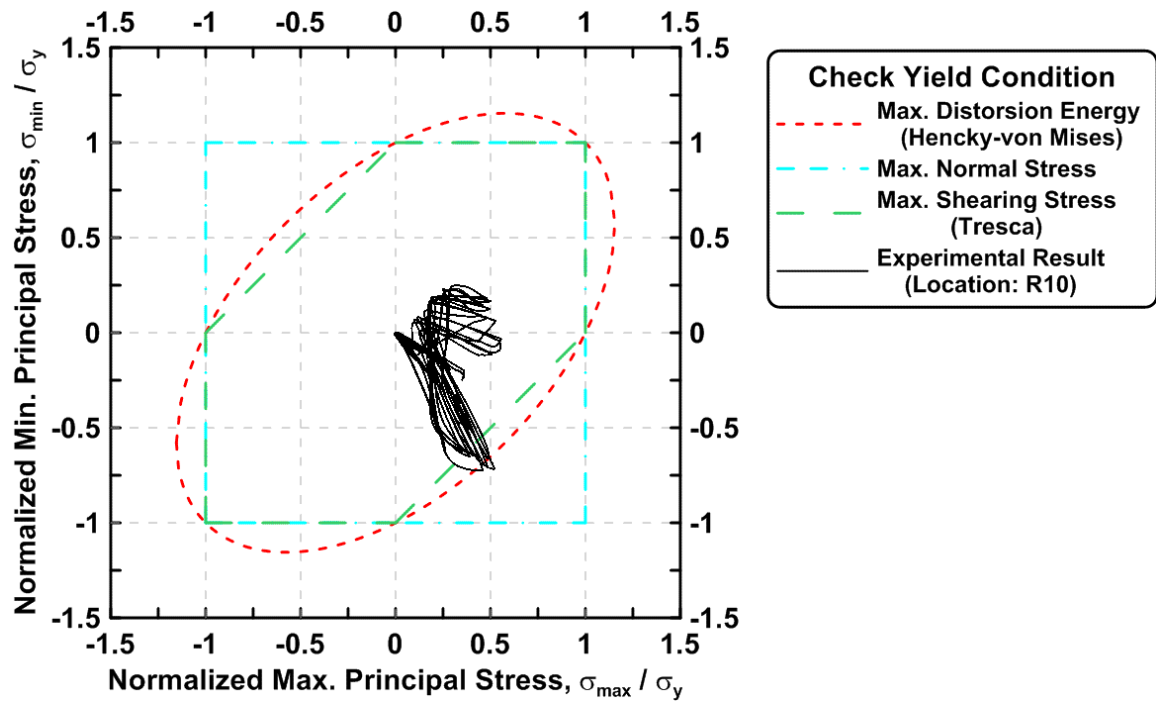 -1.5 -1 -0.5 0 0.5 1 1.5
1.5 1.5
1 1
0.5 0.5
0 0
-0.5 -0.5
-1 -1
-1.5 -1.5
-1.5 -1 -0.5 0 0.5 1 1.5
Normalized Min. Principal Stress, σmin / σy
Normalized Max. Principal Stress, σmax / σy
Check Yield Condition
Max. Distorsion Energy
(Hencky-von Mises)
Max. Normal Stress
Max. Shearing Stress
(Tresca)
Experimental Result
(Location: R10)